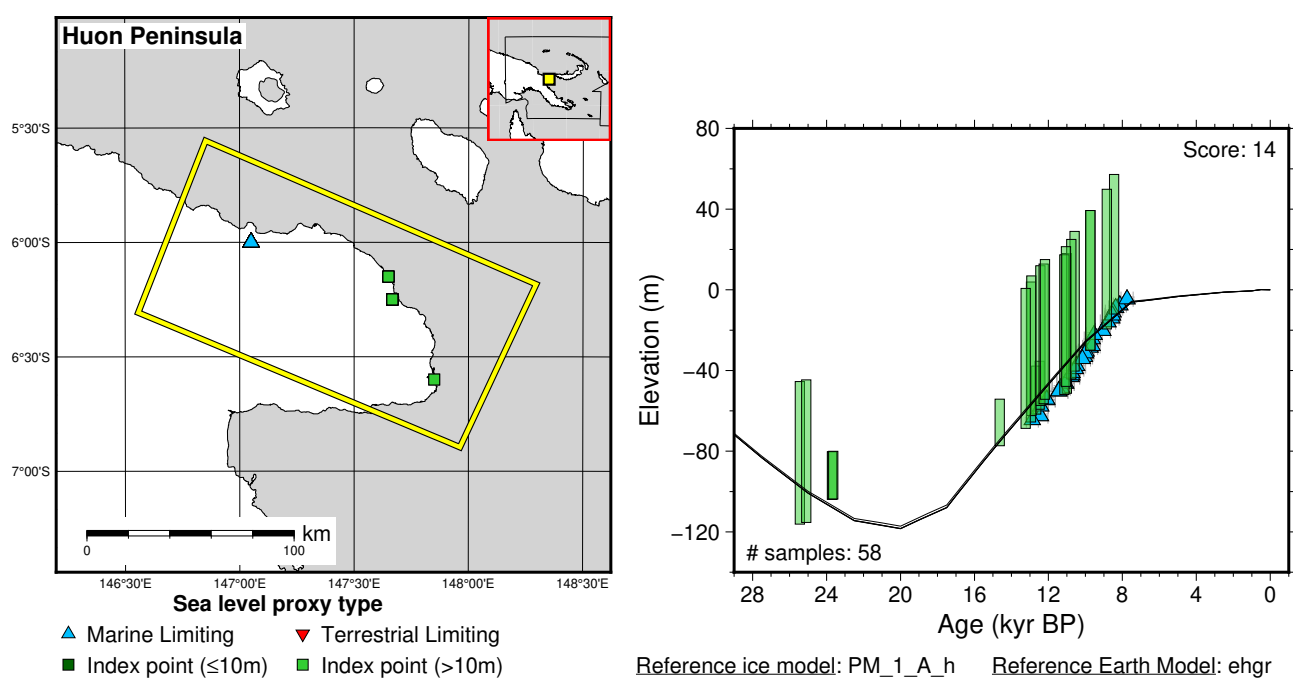 Huon Peninsula
5°30'S
6°00'S
6°30'S
7°00'S
km
0
100
146°30'E
147°00'E
147°30'E
148°00'E
148°30'E
Sea level proxy type
Marine Limiting
Terrestrial Limiting
Index point (≤10m)
Index point (>10m)
80
40
0
−40
−80
−120
Elevation (m)
Score: 14
# samples: 58
28 24 20 16 12 8 4 0
Age (kyr BP)
Reference ice model: PM_1_A_h Reference Earth Model: ehgr